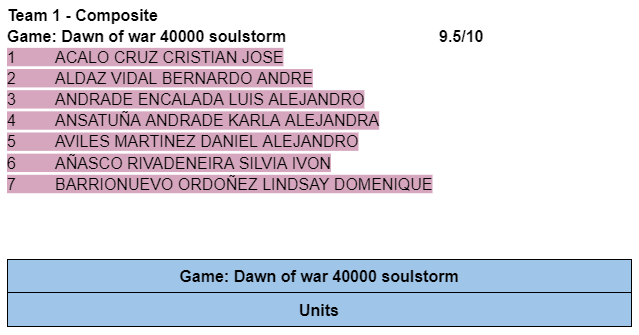 Team 1 - Composite
Game: Dawn of war 40000 soulstorm 9.5/10
1 ACALO CRUZ CRISTIAN JOSE
2 ALDAZ VIDAL BERNARDO ANDRE
3 ANDRADE ENCALADA LUIS ALEJANDRO
4 ANSATUÑA ANDRADE KARLA ALEJANDRA
5 AVILES MARTINEZ DANIEL ALEJANDRO
6 AÑASCO RIVADENEIRA SILVIA IVON
7 BARRIONUEVO ORDOÑEZ LINDSAY DOMENIQUE
Game: Dawn of war 40000 soulstorm
Units